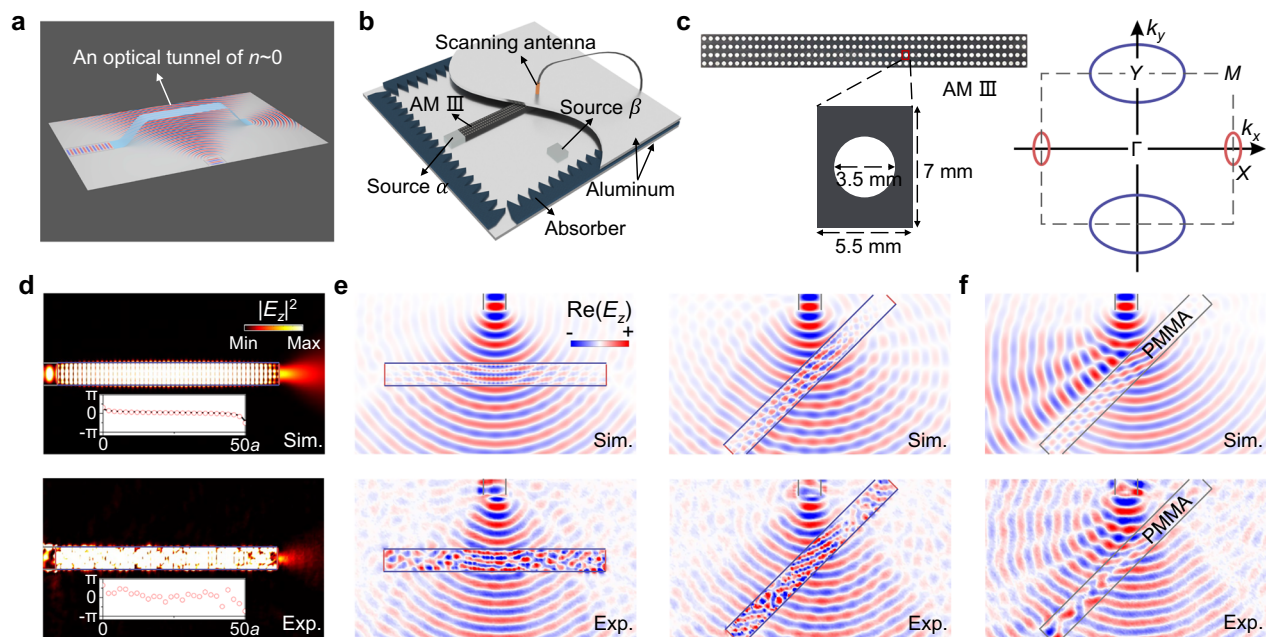 a
An optical tunnel of n~0
b
Scanning antenna
AM Ⅲ
Source β
Source α
Aluminum
Absorber
c
AM Ⅲ
3.5 mm
7 mm
5.5 mm
k_y
Y
M
k_x
Γ
X
d
|E_z|²
Min
Max
π
0
-π
0
50a
Sim.
π
0
-π
0
50a
Exp.
e
Re(E_z)
-
+
Sim.
Sim.
Exp.
Exp.
f
PMMA
Sim.
PMMA
Exp.